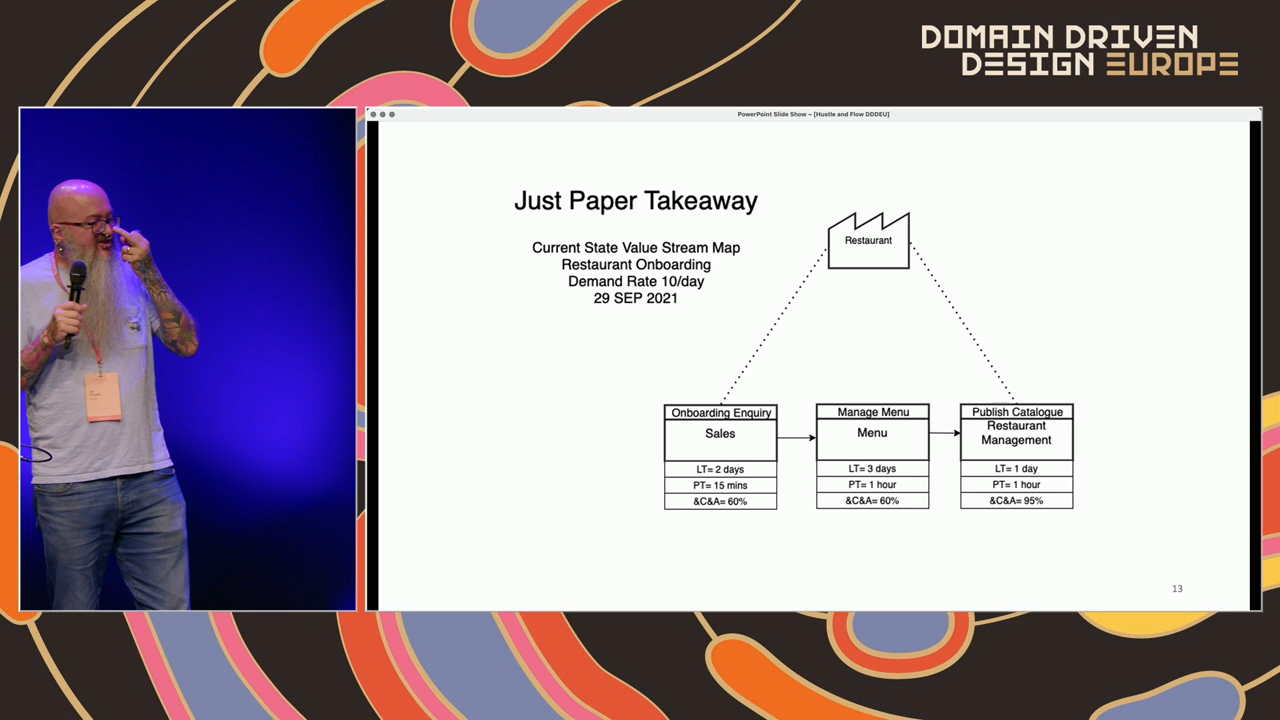 DOMAIN DRIVEN
DESIGN EUROPE
PowerPoint Slide Show – [Hustle and Flow DDDEU]
Just Paper Takeaway
Current State Value Stream Map
Restaurant Onboarding
Demand Rate 10/day
29 SEP 2021
Restaurant
Onboarding Enquiry
Sales
LT= 2 days
PT= 15 mins
&C&A= 60%
Manage Menu
Menu
LT= 3 days
PT= 1 hour
&C&A= 60%
Publish Catalogue
Restaurant
Management
LT= 1 day
PT= 1 hour
&C&A= 95%
13